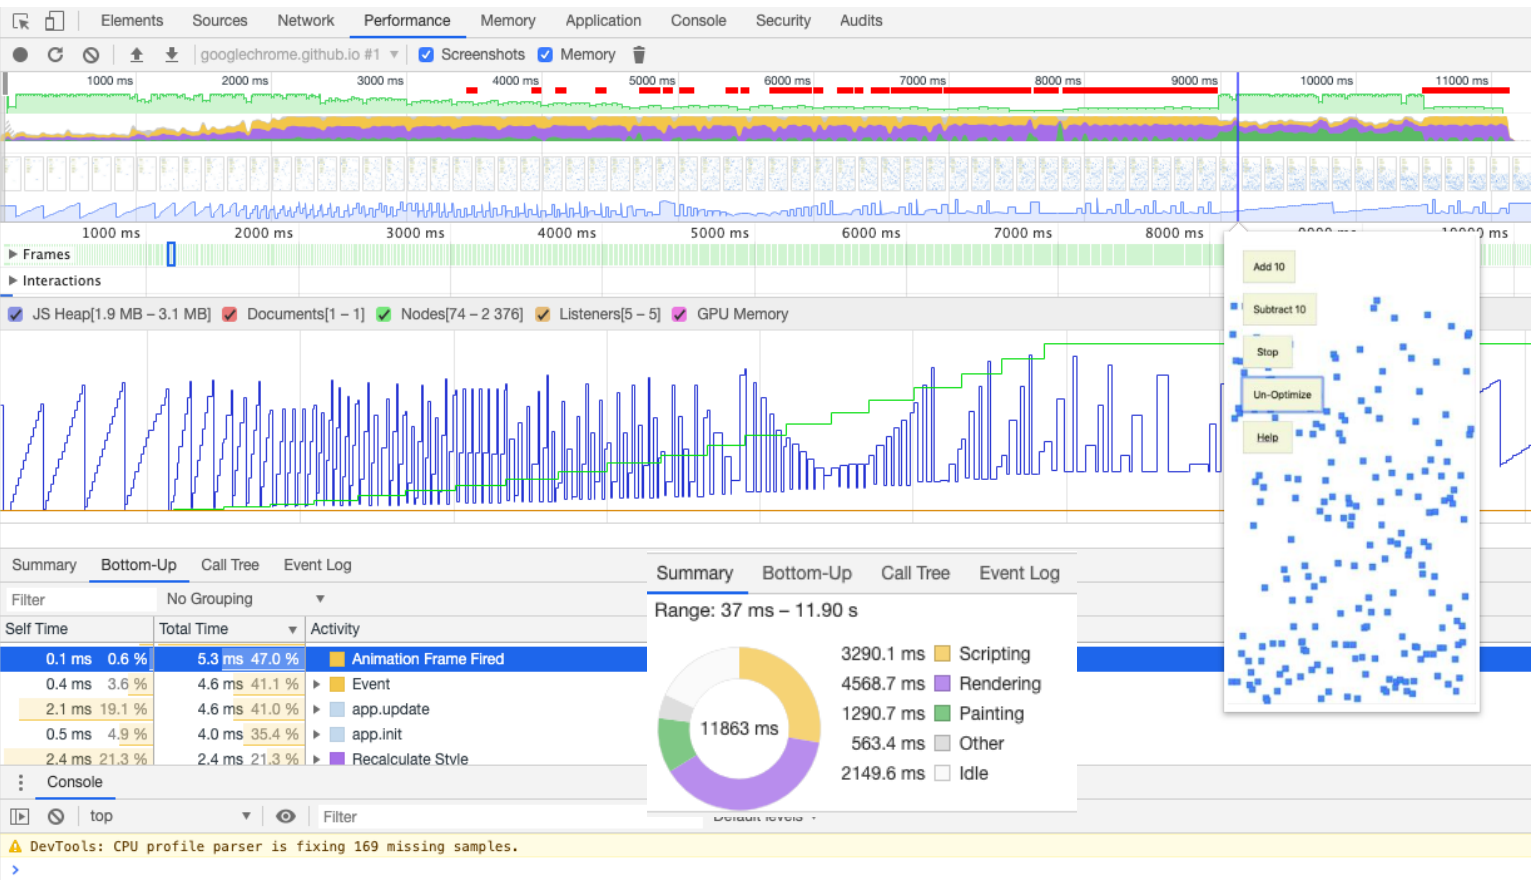 Elements Sources Network Performance Memory Application Console Security Audits
googlechrome.github.io #1 ▼ Screenshots Memory
1000 ms 2000 ms 3000 ms 4000 ms 5000 ms 6000 ms 7000 ms 8000 ms 9000 ms 10000 ms 11000 ms
1000 ms 2000 ms 3000 ms 4000 ms 5000 ms 6000 ms 7000 ms 8000 ms 9000 ms 10000 ms
Frames
Interactions
JS Heap[1.9 MB – 3.1 MB] Documents[1 – 1] Nodes[74 – 2 376] Listeners[5 – 5] GPU Memory
Add 10
Subtract 10
Stop
Un-Optimize
Help
Summary Bottom-Up Call Tree Event Log
Filter No Grouping ▼
Self Time Total Time ▼ Activity
0.1 ms 0.6 % 5.3 ms 47.0 % Animation Frame Fired
0.4 ms 3.6 % 4.6 ms 41.1 % Event
2.1 ms 19.1 % 4.6 ms 41.0 % app.update
0.5 ms 4.9 % 4.0 ms 35.4 % app.init
2.4 ms 21.3 % 2.4 ms 21.3 % Recalculate Style
Summary Bottom-Up Call Tree Event Log
Range: 37 ms – 11.90 s
11863 ms
3290.1 ms Scripting
4568.7 ms Rendering
1290.7 ms Painting
563.4 ms Other
2149.6 ms Idle
Console
top ▼ Filter Default levels
DevTools: CPU profile parser is fixing 169 missing samples.